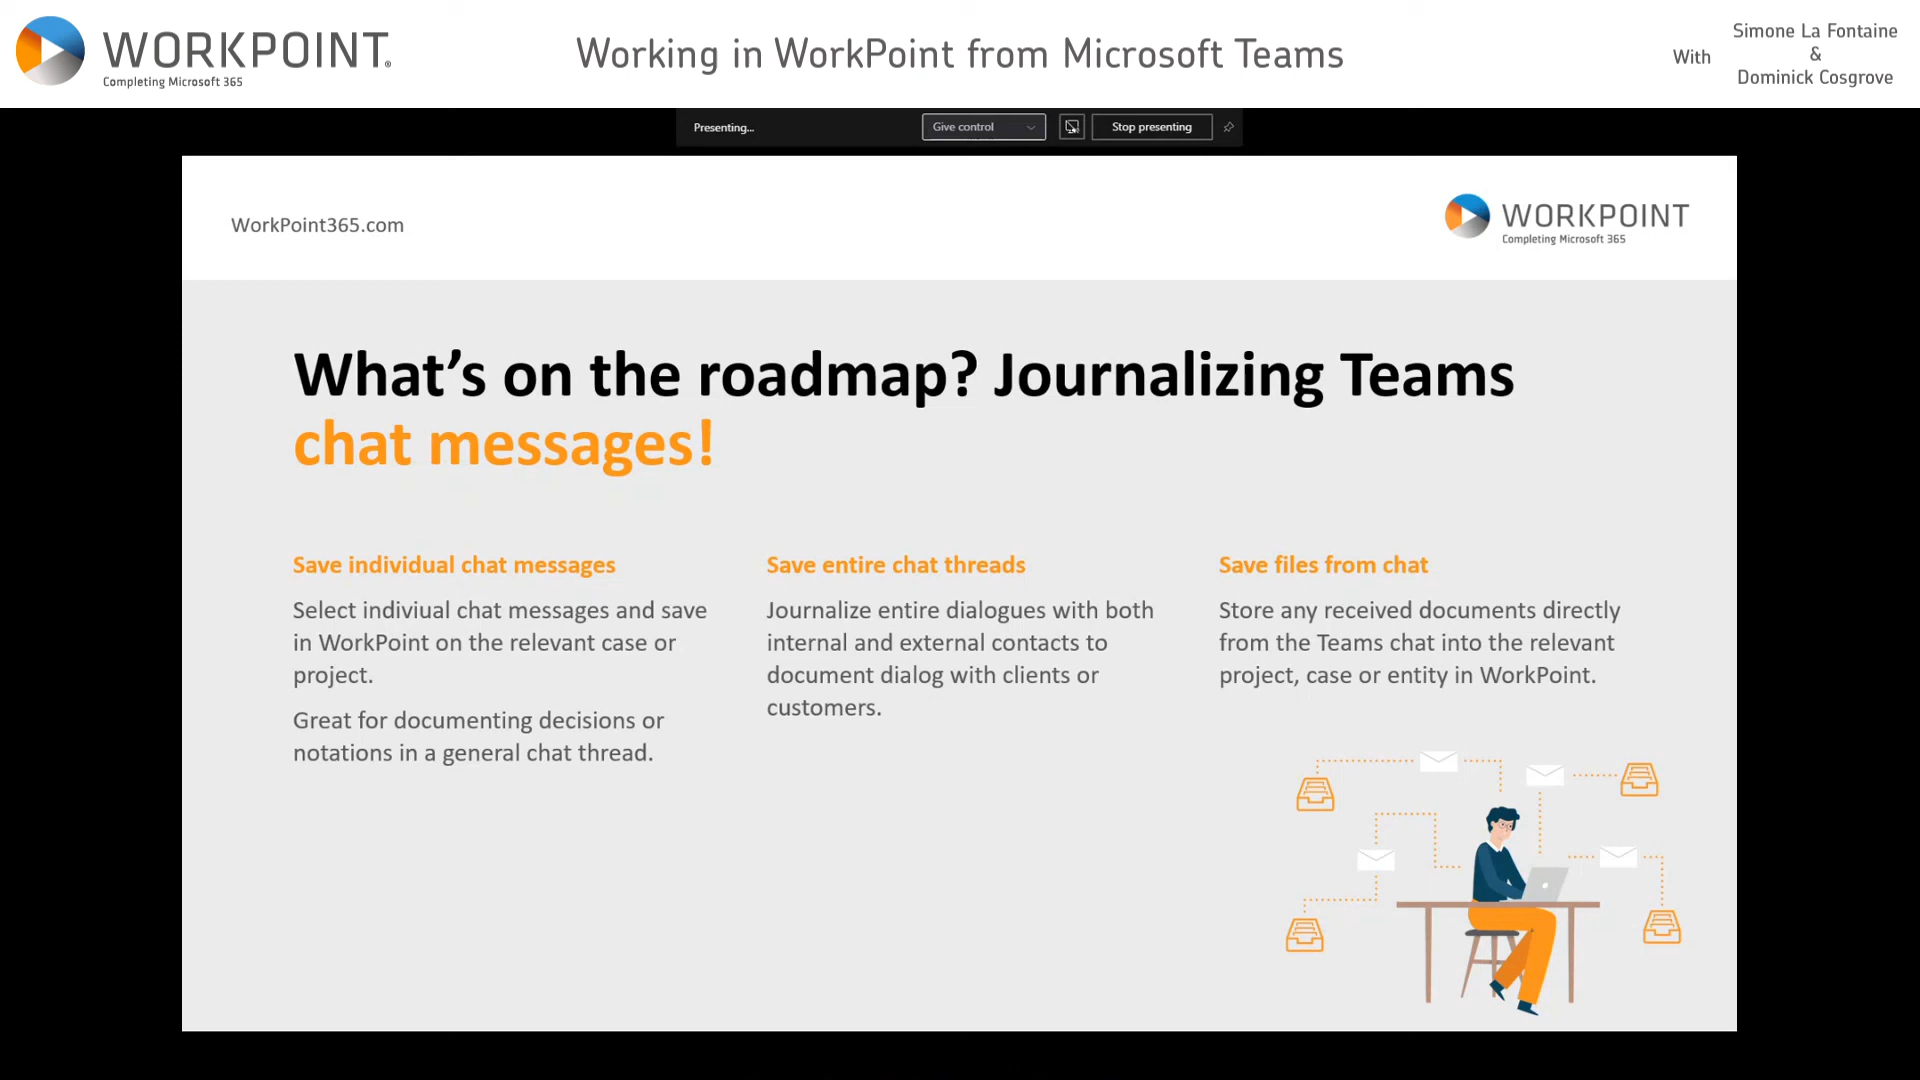 WORKPOINT®
Completing Microsoft 365
Working in WorkPoint from Microsoft Teams
With
Simone La Fontaine
&
Dominick Cosgrove
Presenting...
Give control
Stop presenting
WorkPoint365.com
WORKPOINT
Completing Microsoft 365
What’s on the roadmap? Journalizing Teams
chat messages!
Save individual chat messages
Select indiviual chat messages and save
in WorkPoint on the relevant case or
project.
Great for documenting decisions or
notations in a general chat thread.
Save entire chat threads
Journalize entire dialogues with both
internal and external contacts to
document dialog with clients or
customers.
Save files from chat
Store any received documents directly
from the Teams chat into the relevant
project, case or entity in WorkPoint.